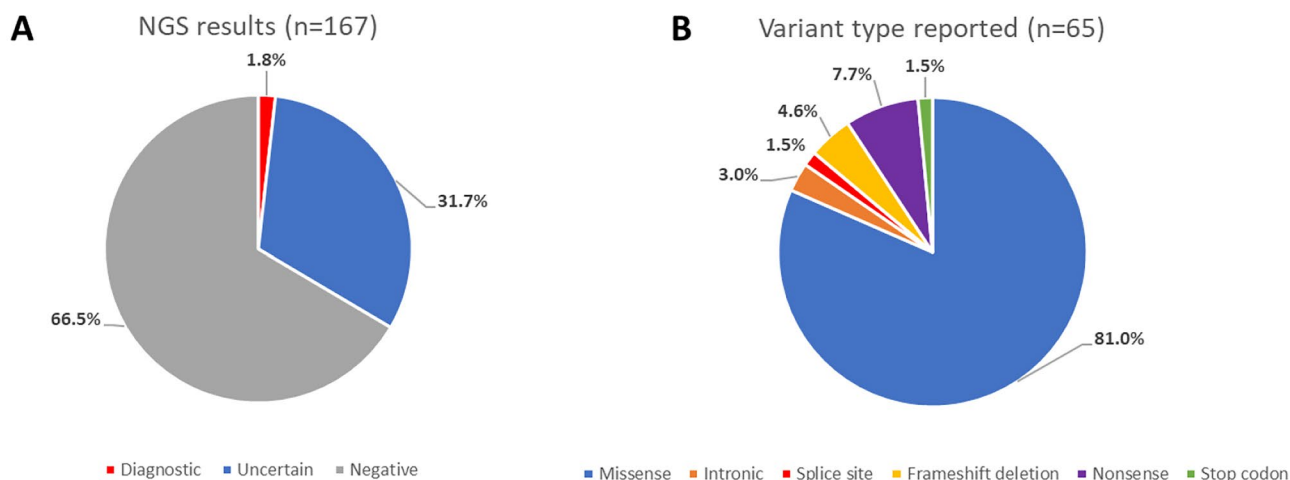 A
NGS results (n=167)
1.8%
31.7%
66.5%
Diagnostic Uncertain Negative
B
Variant type reported (n=65)
1.5%
7.7%
4.6%
1.5%
3.0%
81.0%
Missense Intronic Splice site Frameshift deletion Nonsense Stop codon